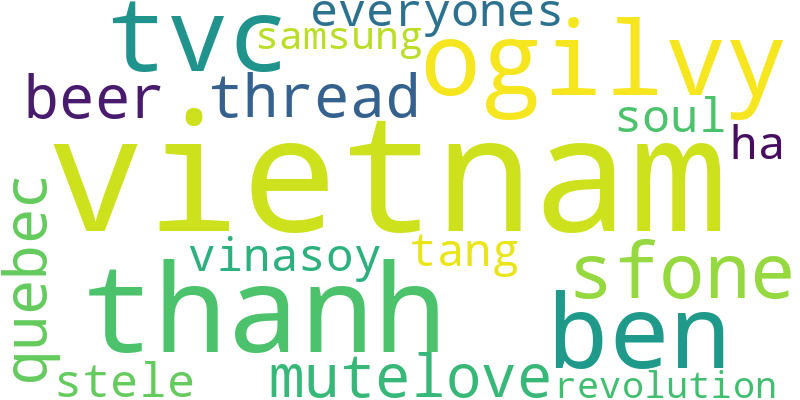 everyones
tvc
samsung
ogilvy
beer
thread
soul
ha
vietnam
quebec
vinasoy
tang
sfone
thanh
ben
stele
mutelove
revolution